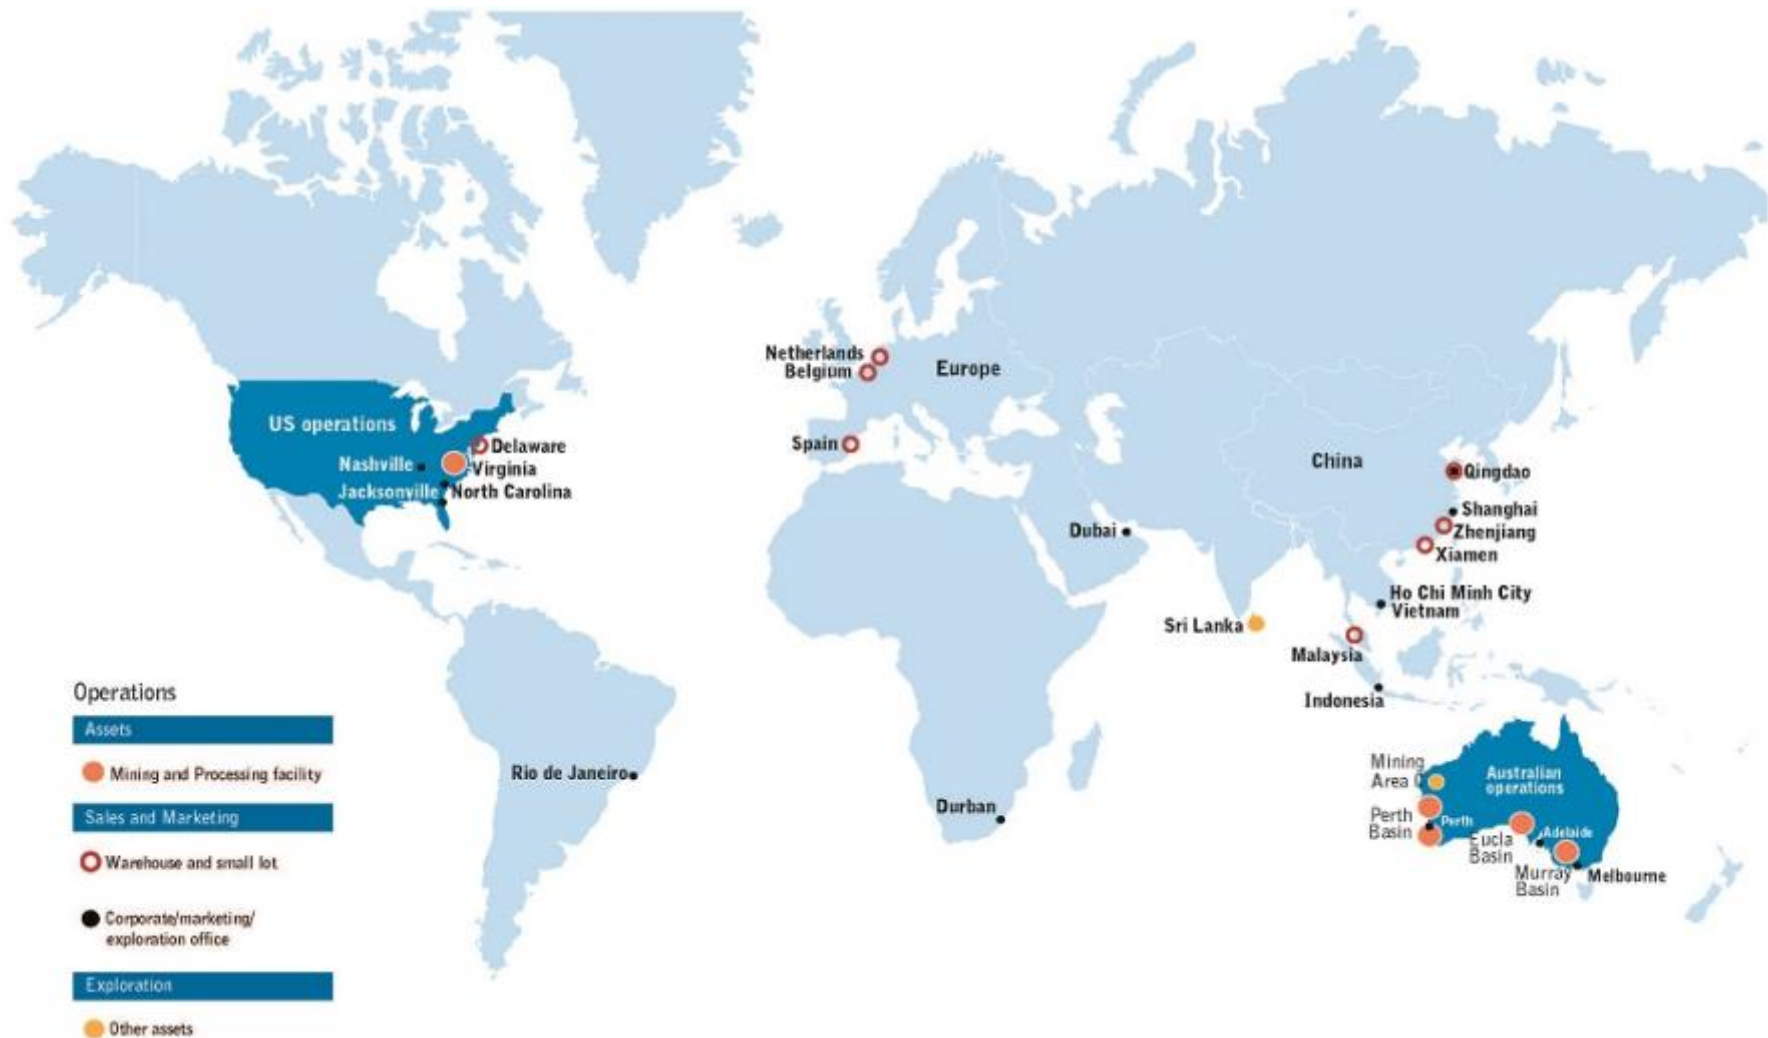 Netherlands
Belgium
Europe
US operations
Delaware
Spain
Nashville
Virginia
China
Qingdao
Jacksonville
North Carolina
Shanghai
Dubai
Zhenjiang
Xiamen
Ho Chi Minh City
Vietnam
Sri Lanka
Malaysia
Indonesia
Operations
Assets
Mining and Processing facility
Sales and Marketing
Warehouse and small lot
Corporate/marketing/
exploration office
Exploration
Other assets
Rio de Janeiro
Durban
Mining
Area C
Australian
operations
Perth
Basin
Perth
Adelaide
Eucla
Basin
Murray
Basin
Melbourne